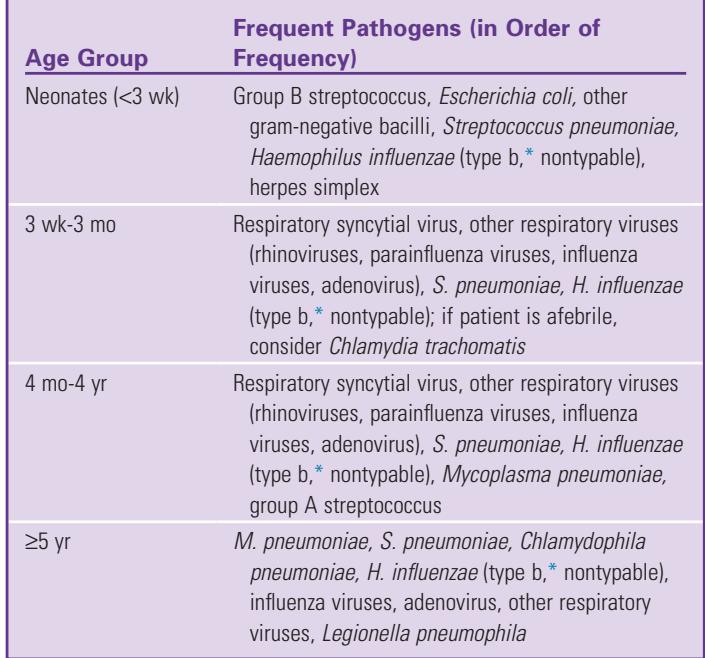 Age Group
Frequent Pathogens (in Order of
Frequency)
Neonates (<3 wk)
Group B streptococcus, Escherichia coli, other
gram-negative bacilli, Streptococcus pneumoniae,
Haemophilus influenzae (type b,* nontypable),
herpes simplex
3 wk-3 mo
Respiratory syncytial virus, other respiratory viruses
(rhinoviruses, parainfluenza viruses, influenza
viruses, adenovirus), S. pneumoniae, H. influenzae
(type b,* nontypable); if patient is afebrile,
consider Chlamydia trachomatis
4 mo-4 yr
Respiratory syncytial virus, other respiratory viruses
(rhinoviruses, parainfluenza viruses, influenza
viruses, adenovirus), S. pneumoniae, H. influenzae
(type b,* nontypable), Mycoplasma pneumoniae,
group A streptococcus
≥5 yr
M. pneumoniae, S. pneumoniae, Chlamydophila
pneumoniae, H. influenzae (type b,* nontypable),
influenza viruses, adenovirus, other respiratory
viruses, Legionella pneumophila